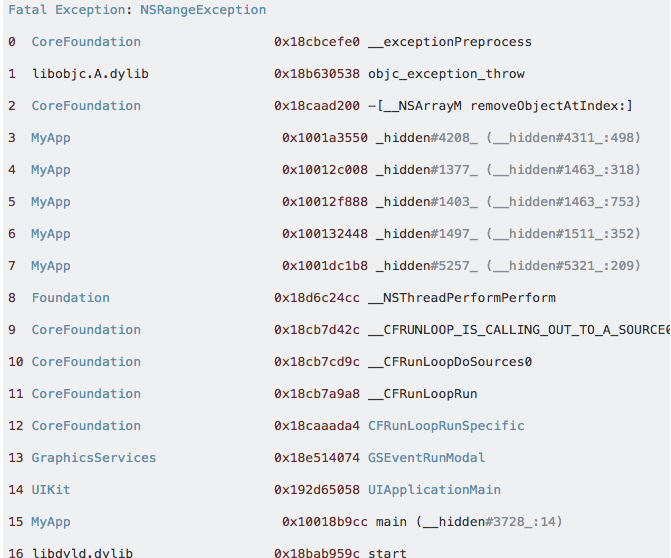 Fatal Exception: NSRangeException
0 CoreFoundation 0x18cbcefe0 __exceptionPreprocess
1 libobjc.A.dylib 0x18b630538 objc_exception_throw
2 CoreFoundation 0x18caad200 -[__NSArrayM removeObjectAtIndex:]
3 MyApp 0x1001a3550 _hidden#4208_ (__hidden#4311_:498)
4 MyApp 0x10012c008 _hidden#1377_ (__hidden#1463_:318)
5 MyApp 0x10012f888 _hidden#1403_ (__hidden#1463_:753)
6 MyApp 0x100132448 _hidden#1497_ (__hidden#1511_:352)
7 MyApp 0x1001dc1b8 _hidden#5257_ (__hidden#5321_:209)
8 Foundation 0x18d6c24cc __NSThreadPerformPerform
9 CoreFoundation 0x18cb7d42c __CFRUNLOOP_IS_CALLING_OUT_TO_A_SOURCE0
10 CoreFoundation 0x18cb7cd9c __CFRunLoopDoSources0
11 CoreFoundation 0x18cb7a9a8 __CFRunLoopRun
12 CoreFoundation 0x18caaada4 CFRunLoopRunSpecific
13 GraphicsServices 0x18e514074 GSEventRunModal
14 UIKit 0x192d65058 UIApplicationMain
15 MyApp 0x10018b9cc main (__hidden#3728_:14)
16 libdyld.dylib 0x18bab959c start